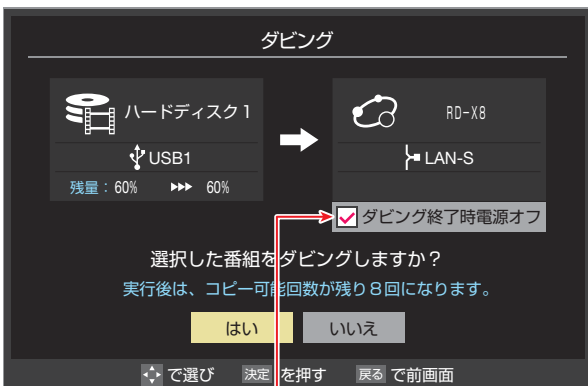 ダビング
ハードディスク1
RD-X8
USB1
LAN-S
残量：60% ▸▸▸ 60%
ダビング終了時電源オフ
選択した番組をダビングしますか？
実行後は、コピー可能回数が残り8回になります。
はい
いいえ
で選び 決定 を押す 戻る で前画面